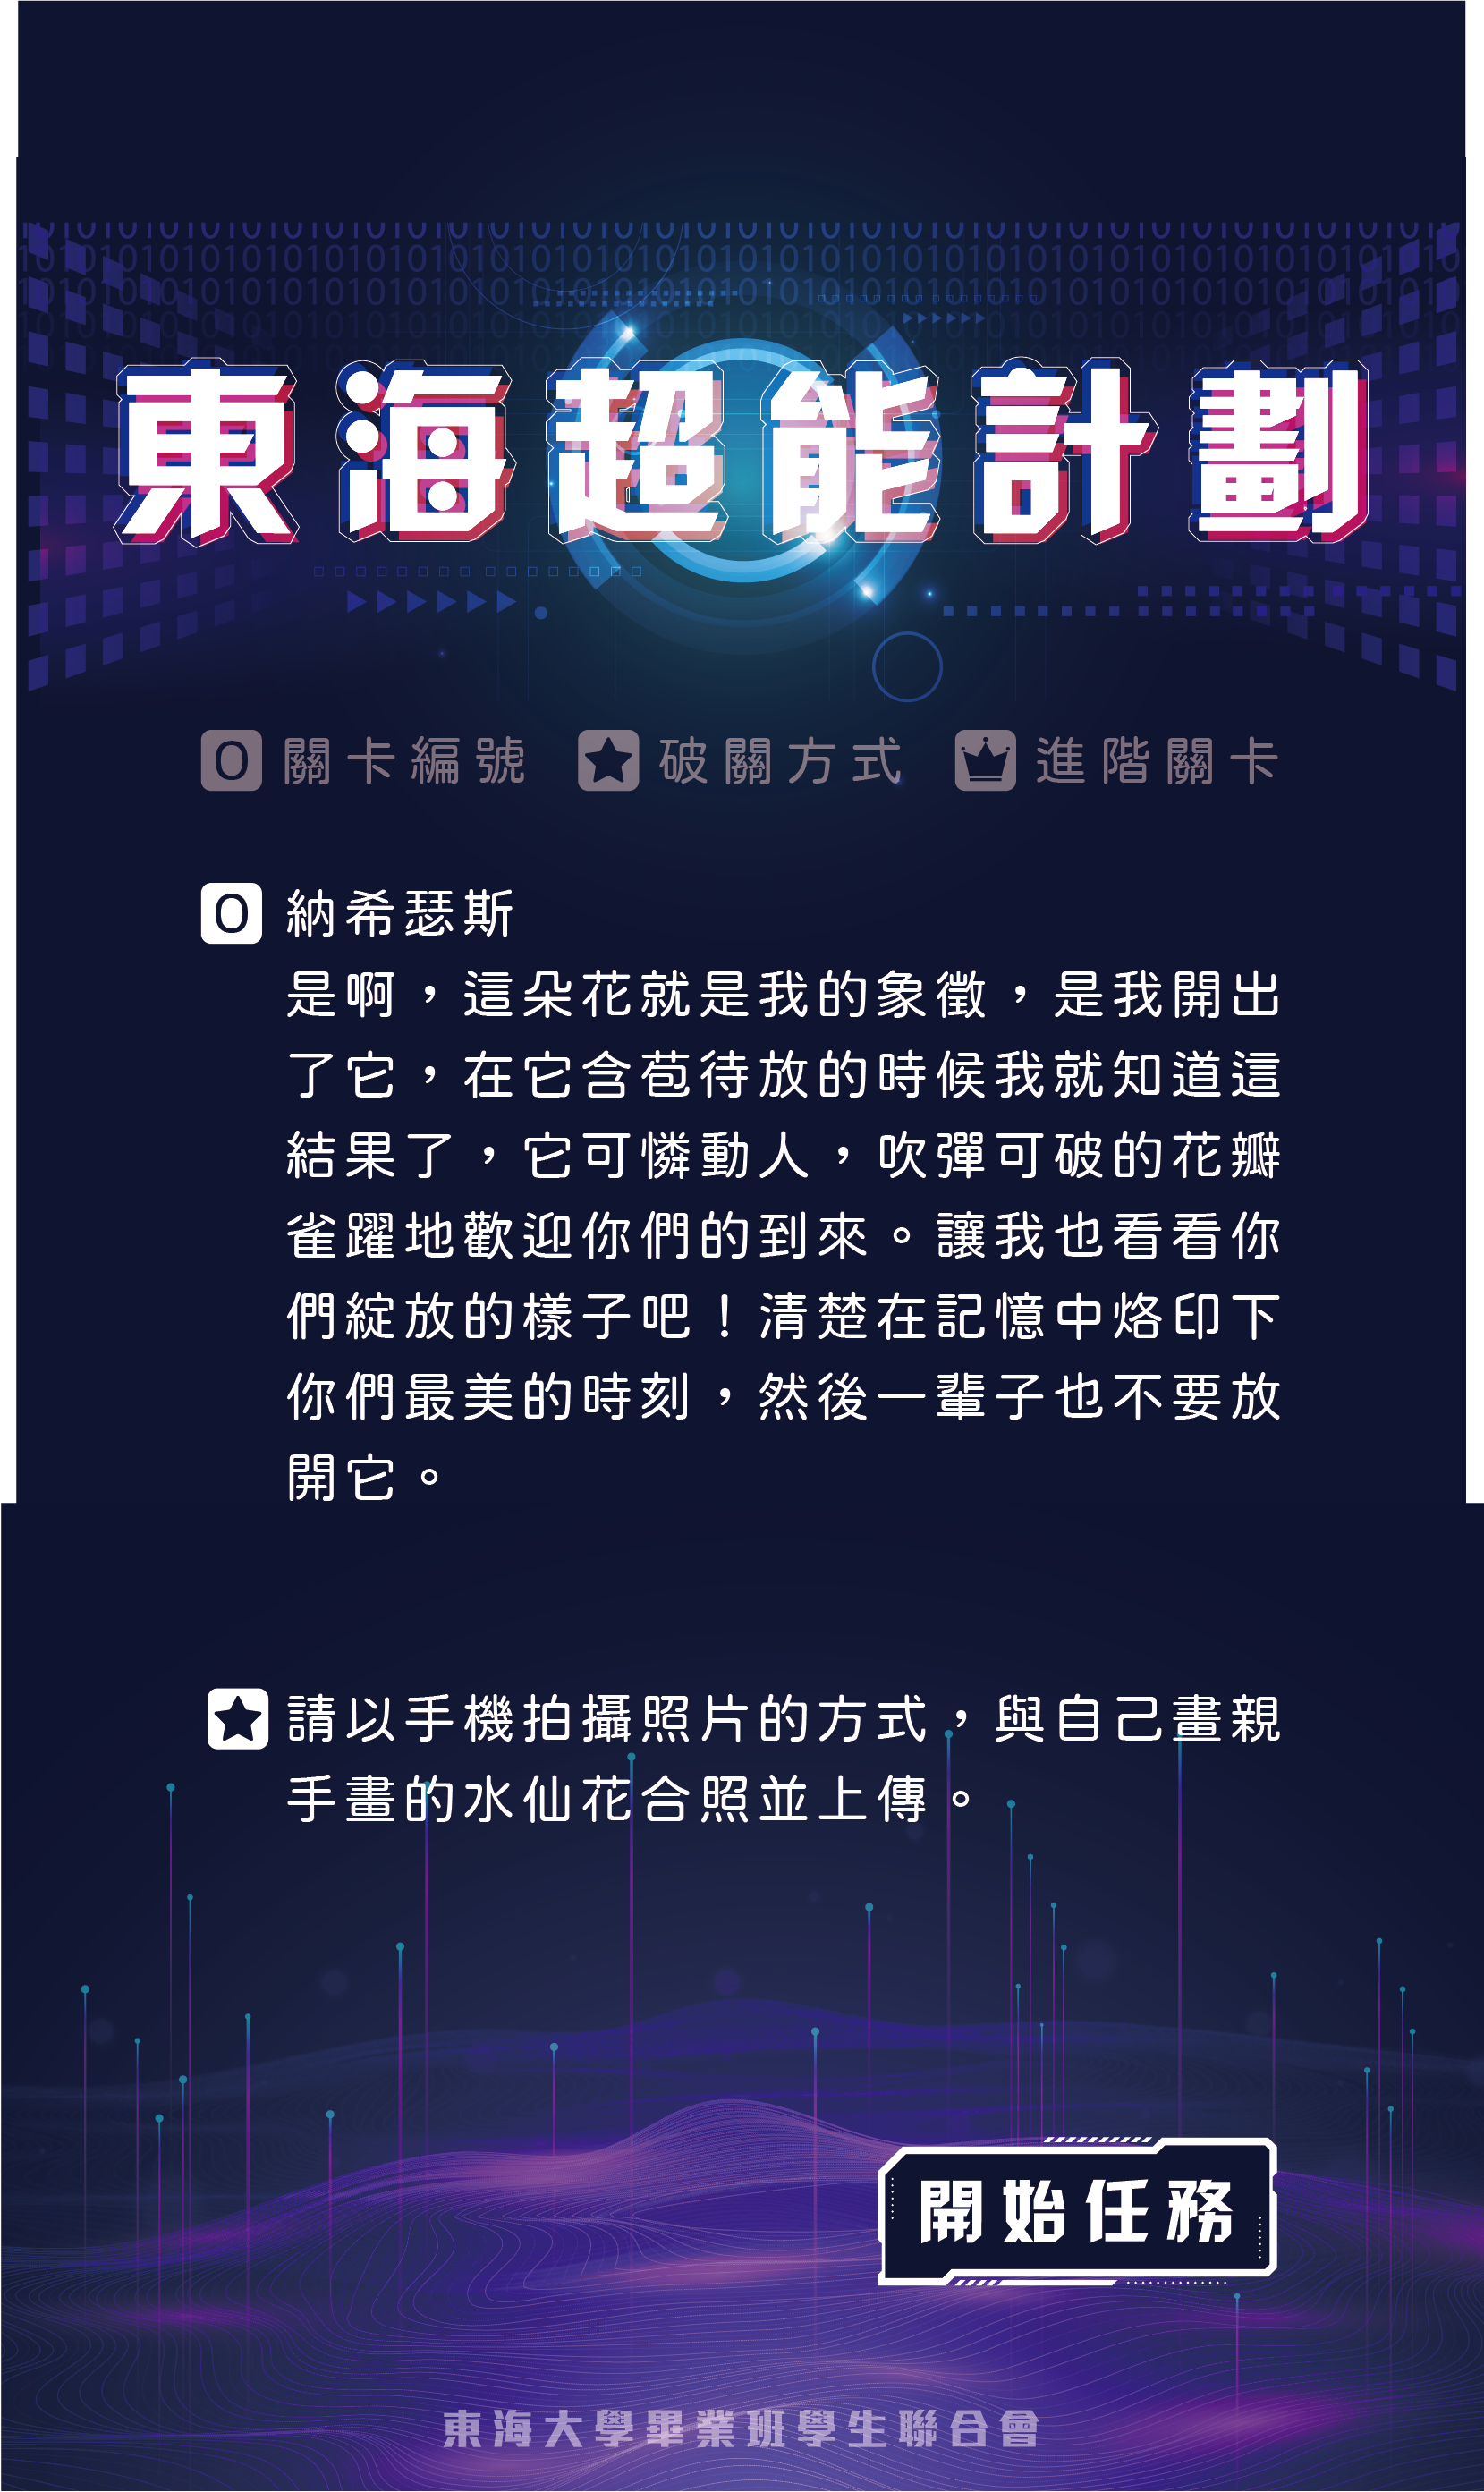 東海超能計劃
O 關卡編號 ★ 破關方式 進階關卡
O 納希瑟斯
是啊，這朵花就是我的象徵，是我開出
了它，在它含苞待放的時候我就知道這
結果了，它可憐動人，吹彈可破的花瓣
雀躍地歡迎你們的到來。讓我也看看你
們綻放的樣子吧！清楚在記憶中烙印下
你們最美的時刻，然後一輩子也不要放
開它。
★ 請以手機拍攝照片的方式，與自己畫親
手畫的水仙花合照並上傳。
開始任務
東海大學畢業班學生聯合會